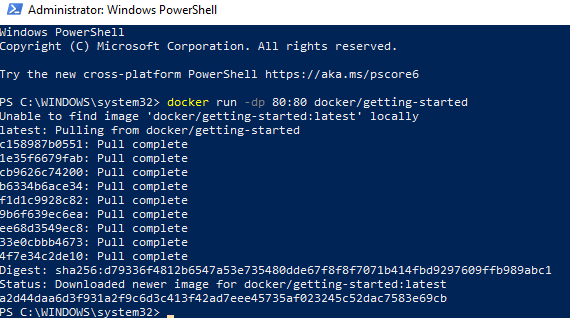 Administrator: Windows PowerShell
Windows PowerShell
Copyright (C) Microsoft Corporation. All rights reserved.
Try the new cross-platform PowerShell https://aka.ms/pscore6
PS C:\WINDOWS\system32> docker run -dp 80:80 docker/getting-started
Unable to find image 'docker/getting-started:latest' locally
latest: Pulling from docker/getting-started
c158987b0551: Pull complete
1e35f6679fab: Pull complete
cb9626c74200: Pull complete
b6334b6ace34: Pull complete
f1d1c9928c82: Pull complete
9b6f639ec6ea: Pull complete
ee68d3549ec8: Pull complete
33e0cbbb4673: Pull complete
4f7e34c2de10: Pull complete
Digest: sha256:d79336f4812b6547a53e735480dde67f8f8f7071b414fbd9297609ffb989abc1
Status: Downloaded newer image for docker/getting-started:latest
a2d44daa6d3f931a2f9c6d3c413f42ad7eee45735af023245c52dac7583e69cb
PS C:\WINDOWS\system32>